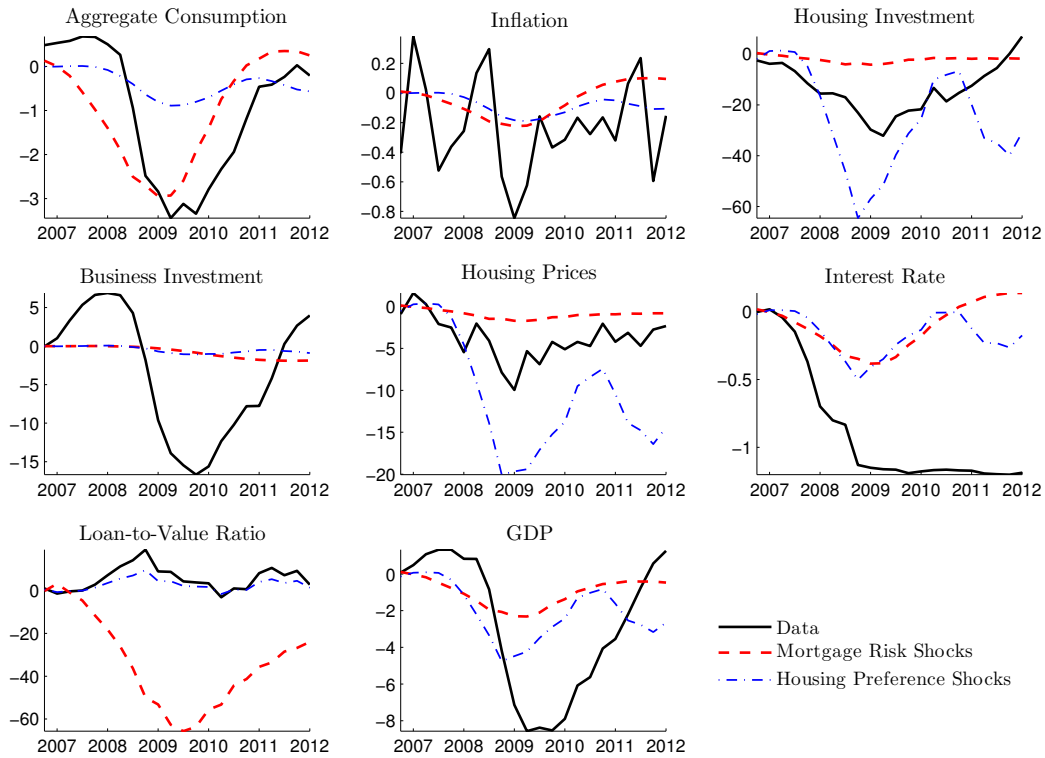 Aggregate Consumption
0
−1
−2
−3
2007 2008 2009 2010 2011 2012
Inflation
0.2
0
−0.2
−0.4
−0.6
−0.8
2007 2008 2009 2010 2011 2012
Housing Investment
0
−20
−40
−60
2007 2008 2009 2010 2011 2012
Business Investment
5
0
−5
−10
−15
2007 2008 2009 2010 2011 2012
Housing Prices
0
−5
−10
−15
−20
2007 2008 2009 2010 2011 2012
Interest Rate
0
−0.5
−1
2007 2008 2009 2010 2011 2012
Loan-to-Value Ratio
0
−20
−40
−60
2007 2008 2009 2010 2011 2012
GDP
0
−2
−4
−6
−8
2007 2008 2009 2010 2011 2012
Data
Mortgage Risk Shocks
Housing Preference Shocks